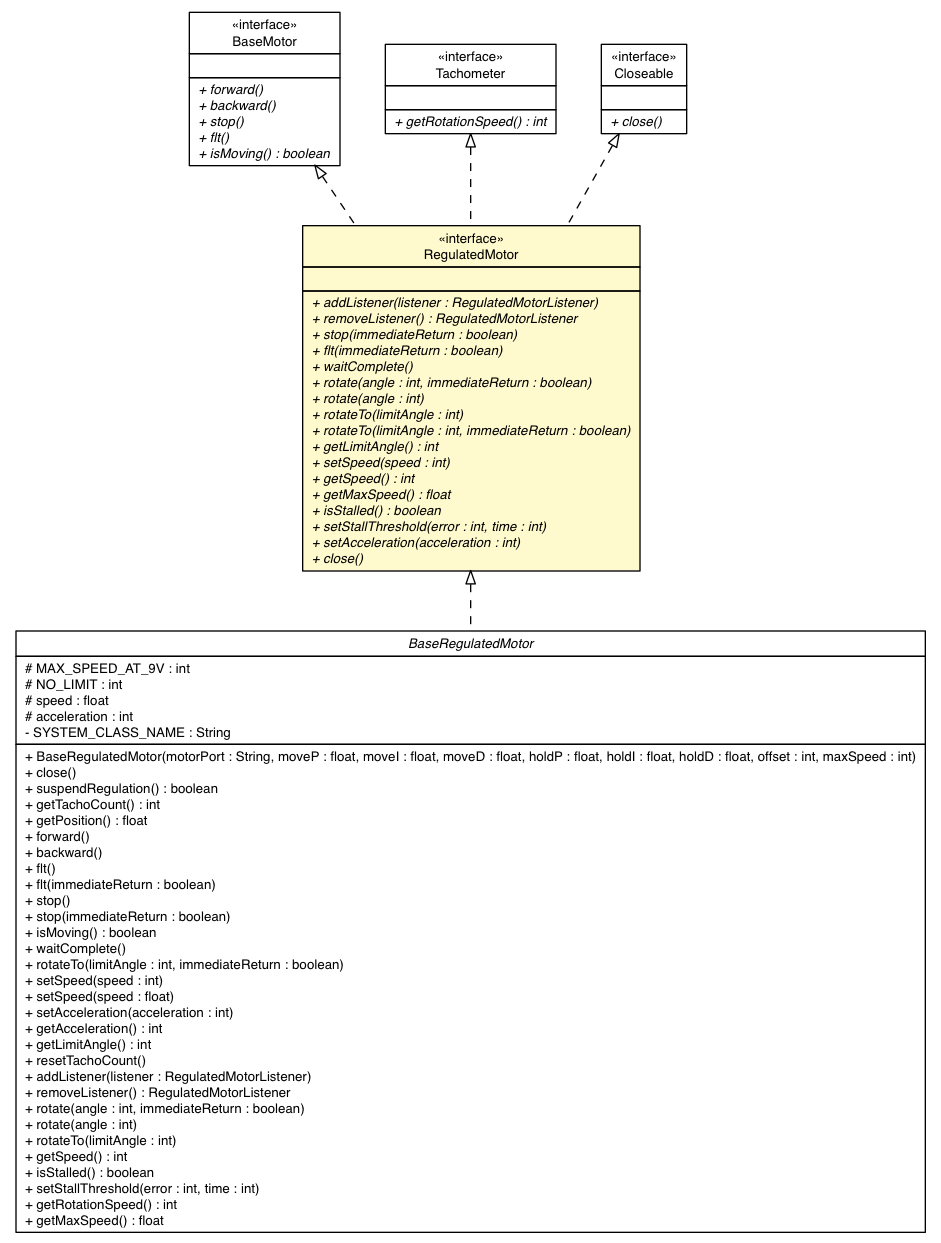 «interface»
BaseMotor
+ forward()
+ backward()
+ stop()
+ flt()
+ isMoving() : boolean
«interface»
Tachometer
+ getRotationSpeed() : int
«interface»
Closeable
+ close()
«interface»
RegulatedMotor
+ addListener(listener : RegulatedMotorListener)
+ removeListener() : RegulatedMotorListener
+ stop(immediateReturn : boolean)
+ flt(immediateReturn : boolean)
+ waitComplete()
+ rotate(angle : int, immediateReturn : boolean)
+ rotate(angle : int)
+ rotateTo(limitAngle : int)
+ rotateTo(limitAngle : int, immediateReturn : boolean)
+ getLimitAngle() : int
+ setSpeed(speed : int)
+ getSpeed() : int
+ getMaxSpeed() : float
+ isStalled() : boolean
+ setStallThreshold(error : int, time : int)
+ setAcceleration(acceleration : int)
+ close()
BaseRegulatedMotor
# MAX_SPEED_AT_9V : int
# NO_LIMIT : int
# speed : float
# acceleration : int
- SYSTEM_CLASS_NAME : String
+ BaseRegulatedMotor(motorPort : String, moveP : float, moveI : float, moveD : float, holdP : float, holdI : float, holdD : float, offset : int, maxSpeed : int)
+ close()
+ suspendRegulation() : boolean
+ getTachoCount() : int
+ getPosition() : float
+ forward()
+ backward()
+ flt()
+ flt(immediateReturn : boolean)
+ stop()
+ stop(immediateReturn : boolean)
+ isMoving() : boolean
+ waitComplete()
+ rotateTo(limitAngle : int, immediateReturn : boolean)
+ setSpeed(speed : int)
+ setSpeed(speed : float)
+ setAcceleration(acceleration : int)
+ getAcceleration() : int
+ getLimitAngle() : int
+ resetTachoCount()
+ addListener(listener : RegulatedMotorListener)
+ removeListener() : RegulatedMotorListener
+ rotate(angle : int, immediateReturn : boolean)
+ rotate(angle : int)
+ rotateTo(limitAngle : int)
+ getSpeed() : int
+ isStalled() : boolean
+ setStallThreshold(error : int, time : int)
+ getRotationSpeed() : int
+ getMaxSpeed() : float